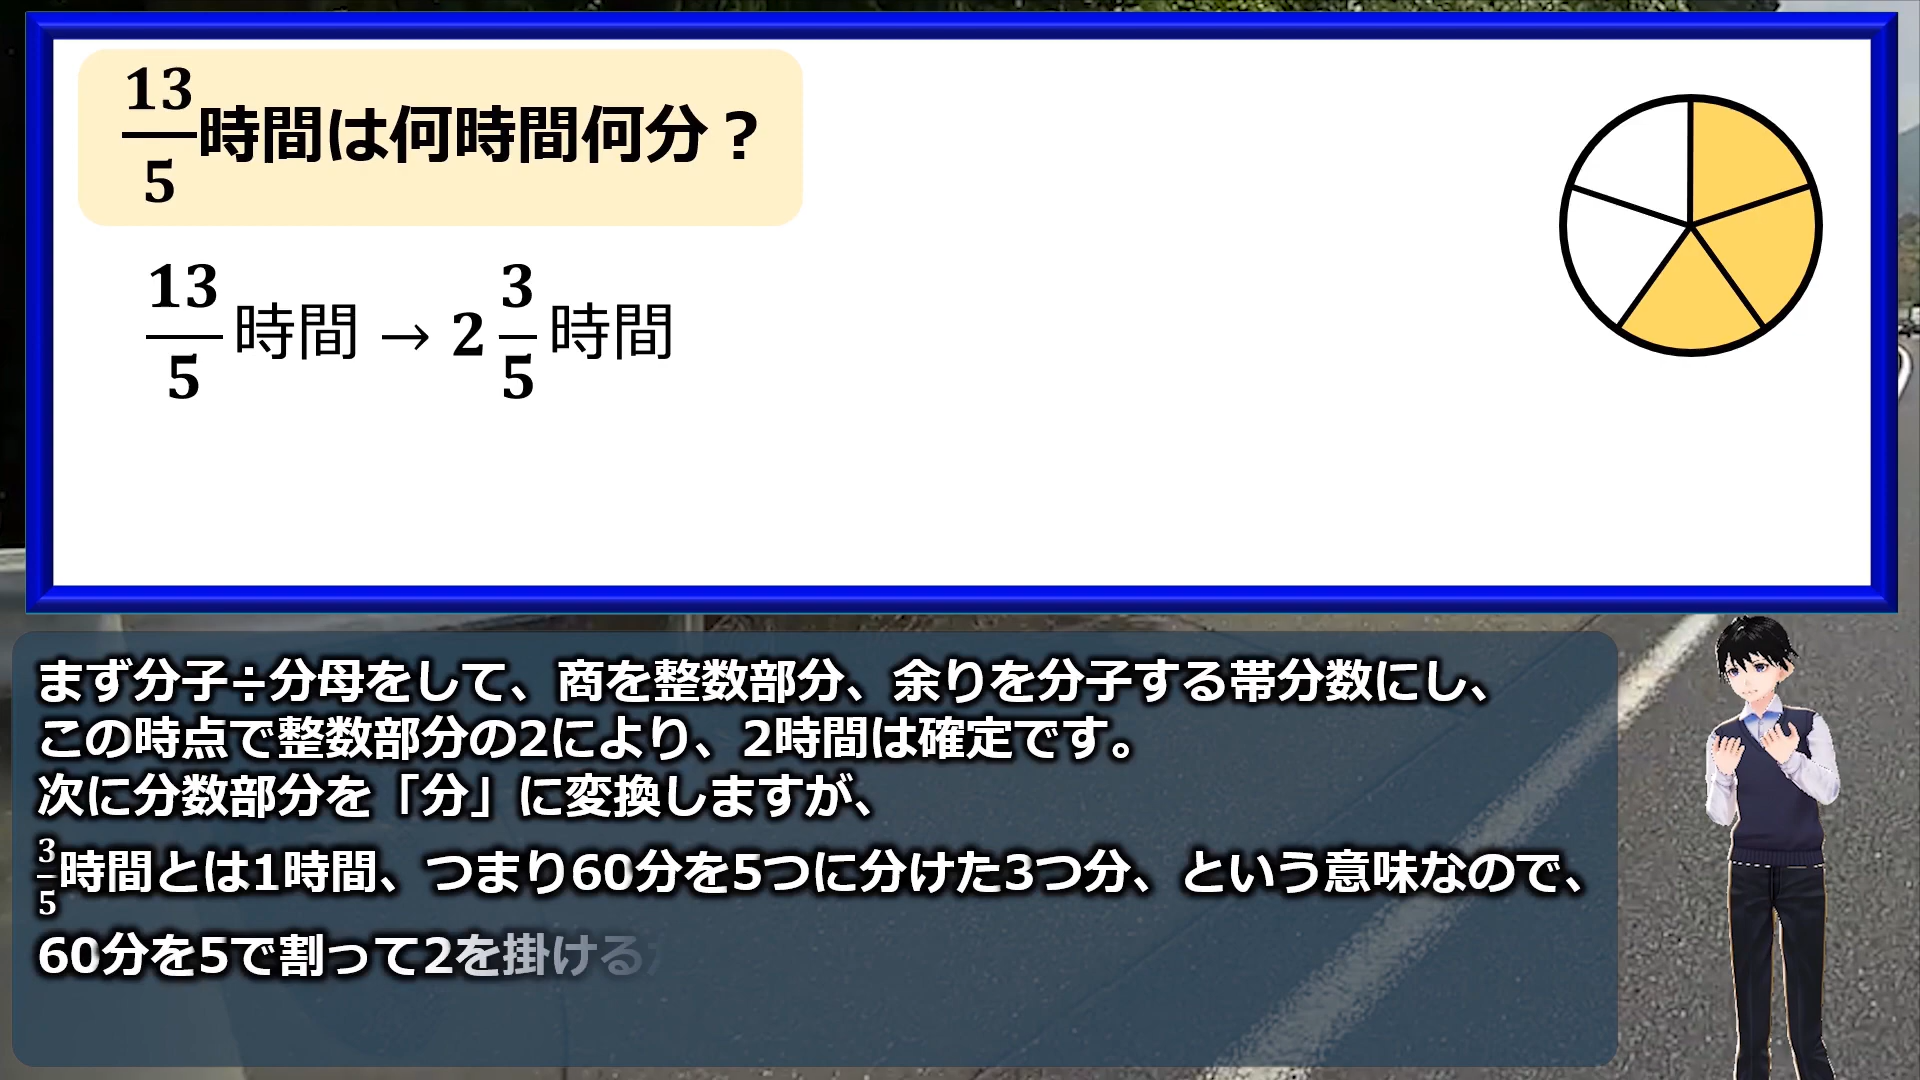 13/5時間は何時間何分？
13/5時間 → 2 3/5時間
まず分子÷分母をして、商を整数部分、余りを分子する帯分数にし、
この時点で整数部分の2により、2時間は確定です。
次に分数部分を「分」に変換しますが、
3/5時間とは1時間、つまり60分を5つに分けた3つ分、という意味なので、
60分を5で割って2を掛ける